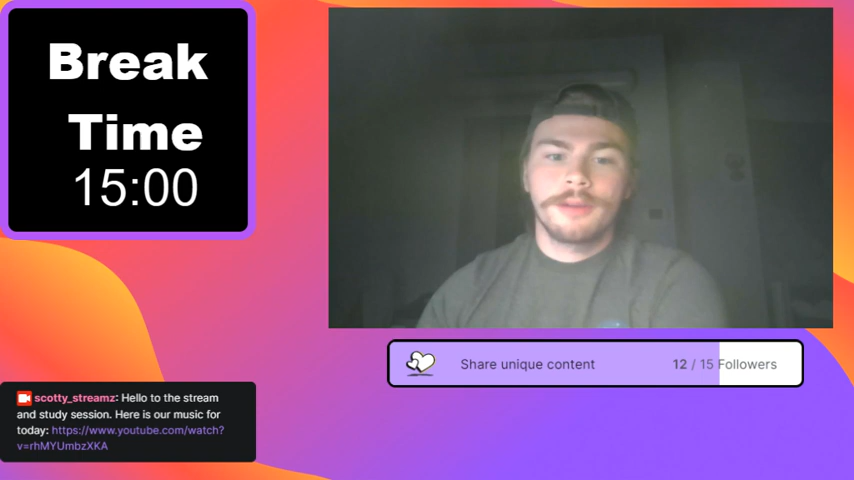 Break
Time
15:00
Share unique content 12 / 15 Followers
scotty_streamz: Hello to the stream
and study session. Here is our music for
today: https://www.youtube.com/watch?
v=rhMYUmbzXKA